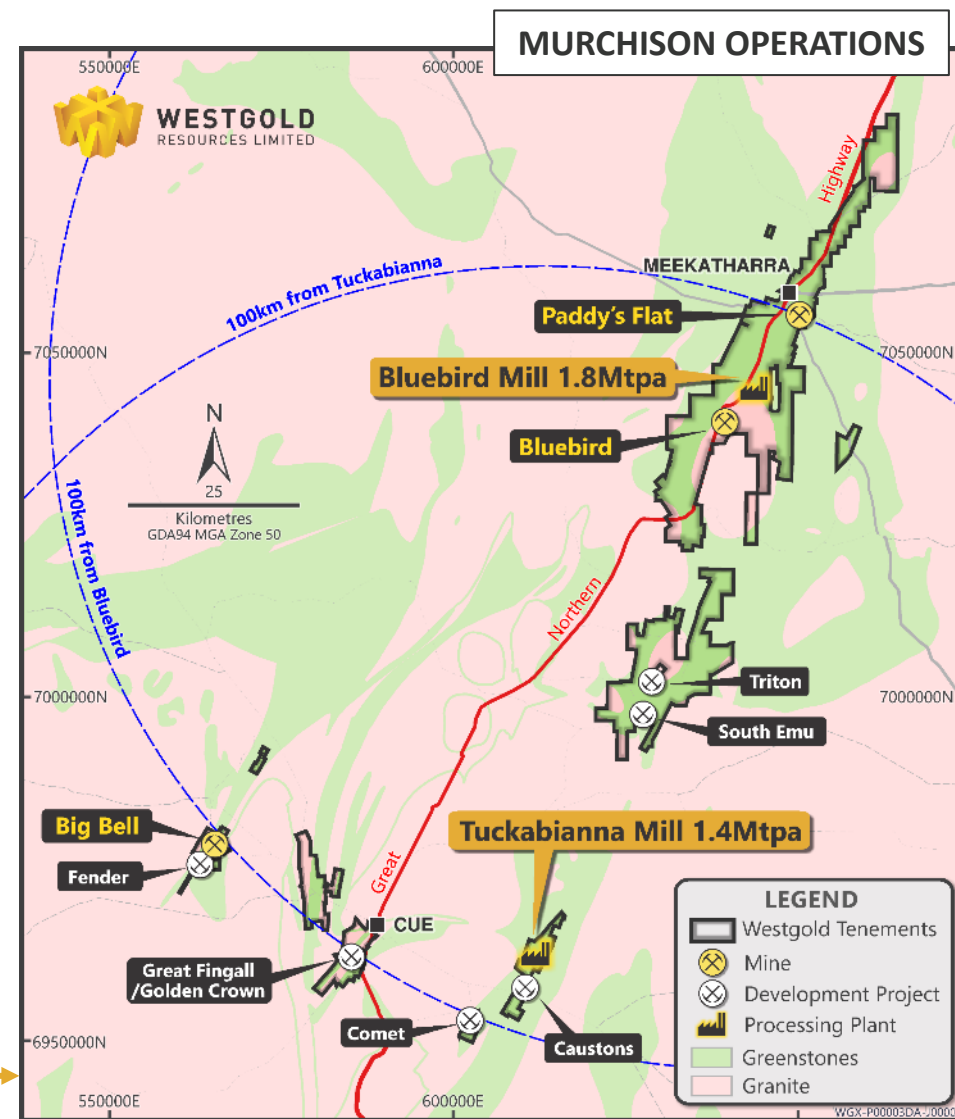 MURCHISON OPERATIONS
550000E
600000E
WESTGOLD
RESOURCES LIMITED
Highway
MEEKATHARRA
100km from Tuckabianna
Paddy's Flat
7050000N
7050000N
Bluebird Mill 1.8Mtpa
N
Bluebird
25
Kilometres
GDA94 MGA Zone 50
100km from Bluebird
Northern
Triton
7000000N
7000000N
South Emu
Big Bell
Tuckabianna Mill 1.4Mtpa
Fender
Great
CUE
Great Fingall
/Golden Crown
Comet
Caustons
6950000N
LEGEND
Westgold Tenements
Mine
Development Project
Processing Plant
Greenstones
Granite
550000E
600000E